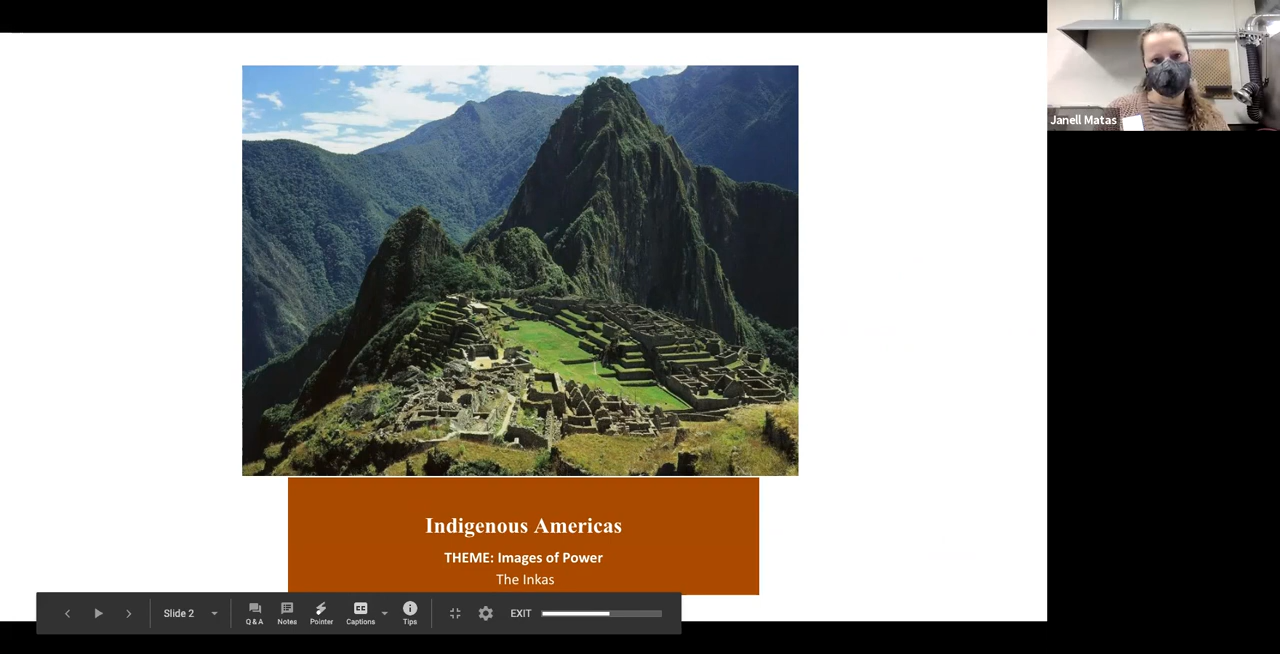 Janell Matas
Indigenous Americas
THEME: Images of Power
The Inkas
Slide 2
Q & A
Notes
Pointer
Captions
Tips
EXIT